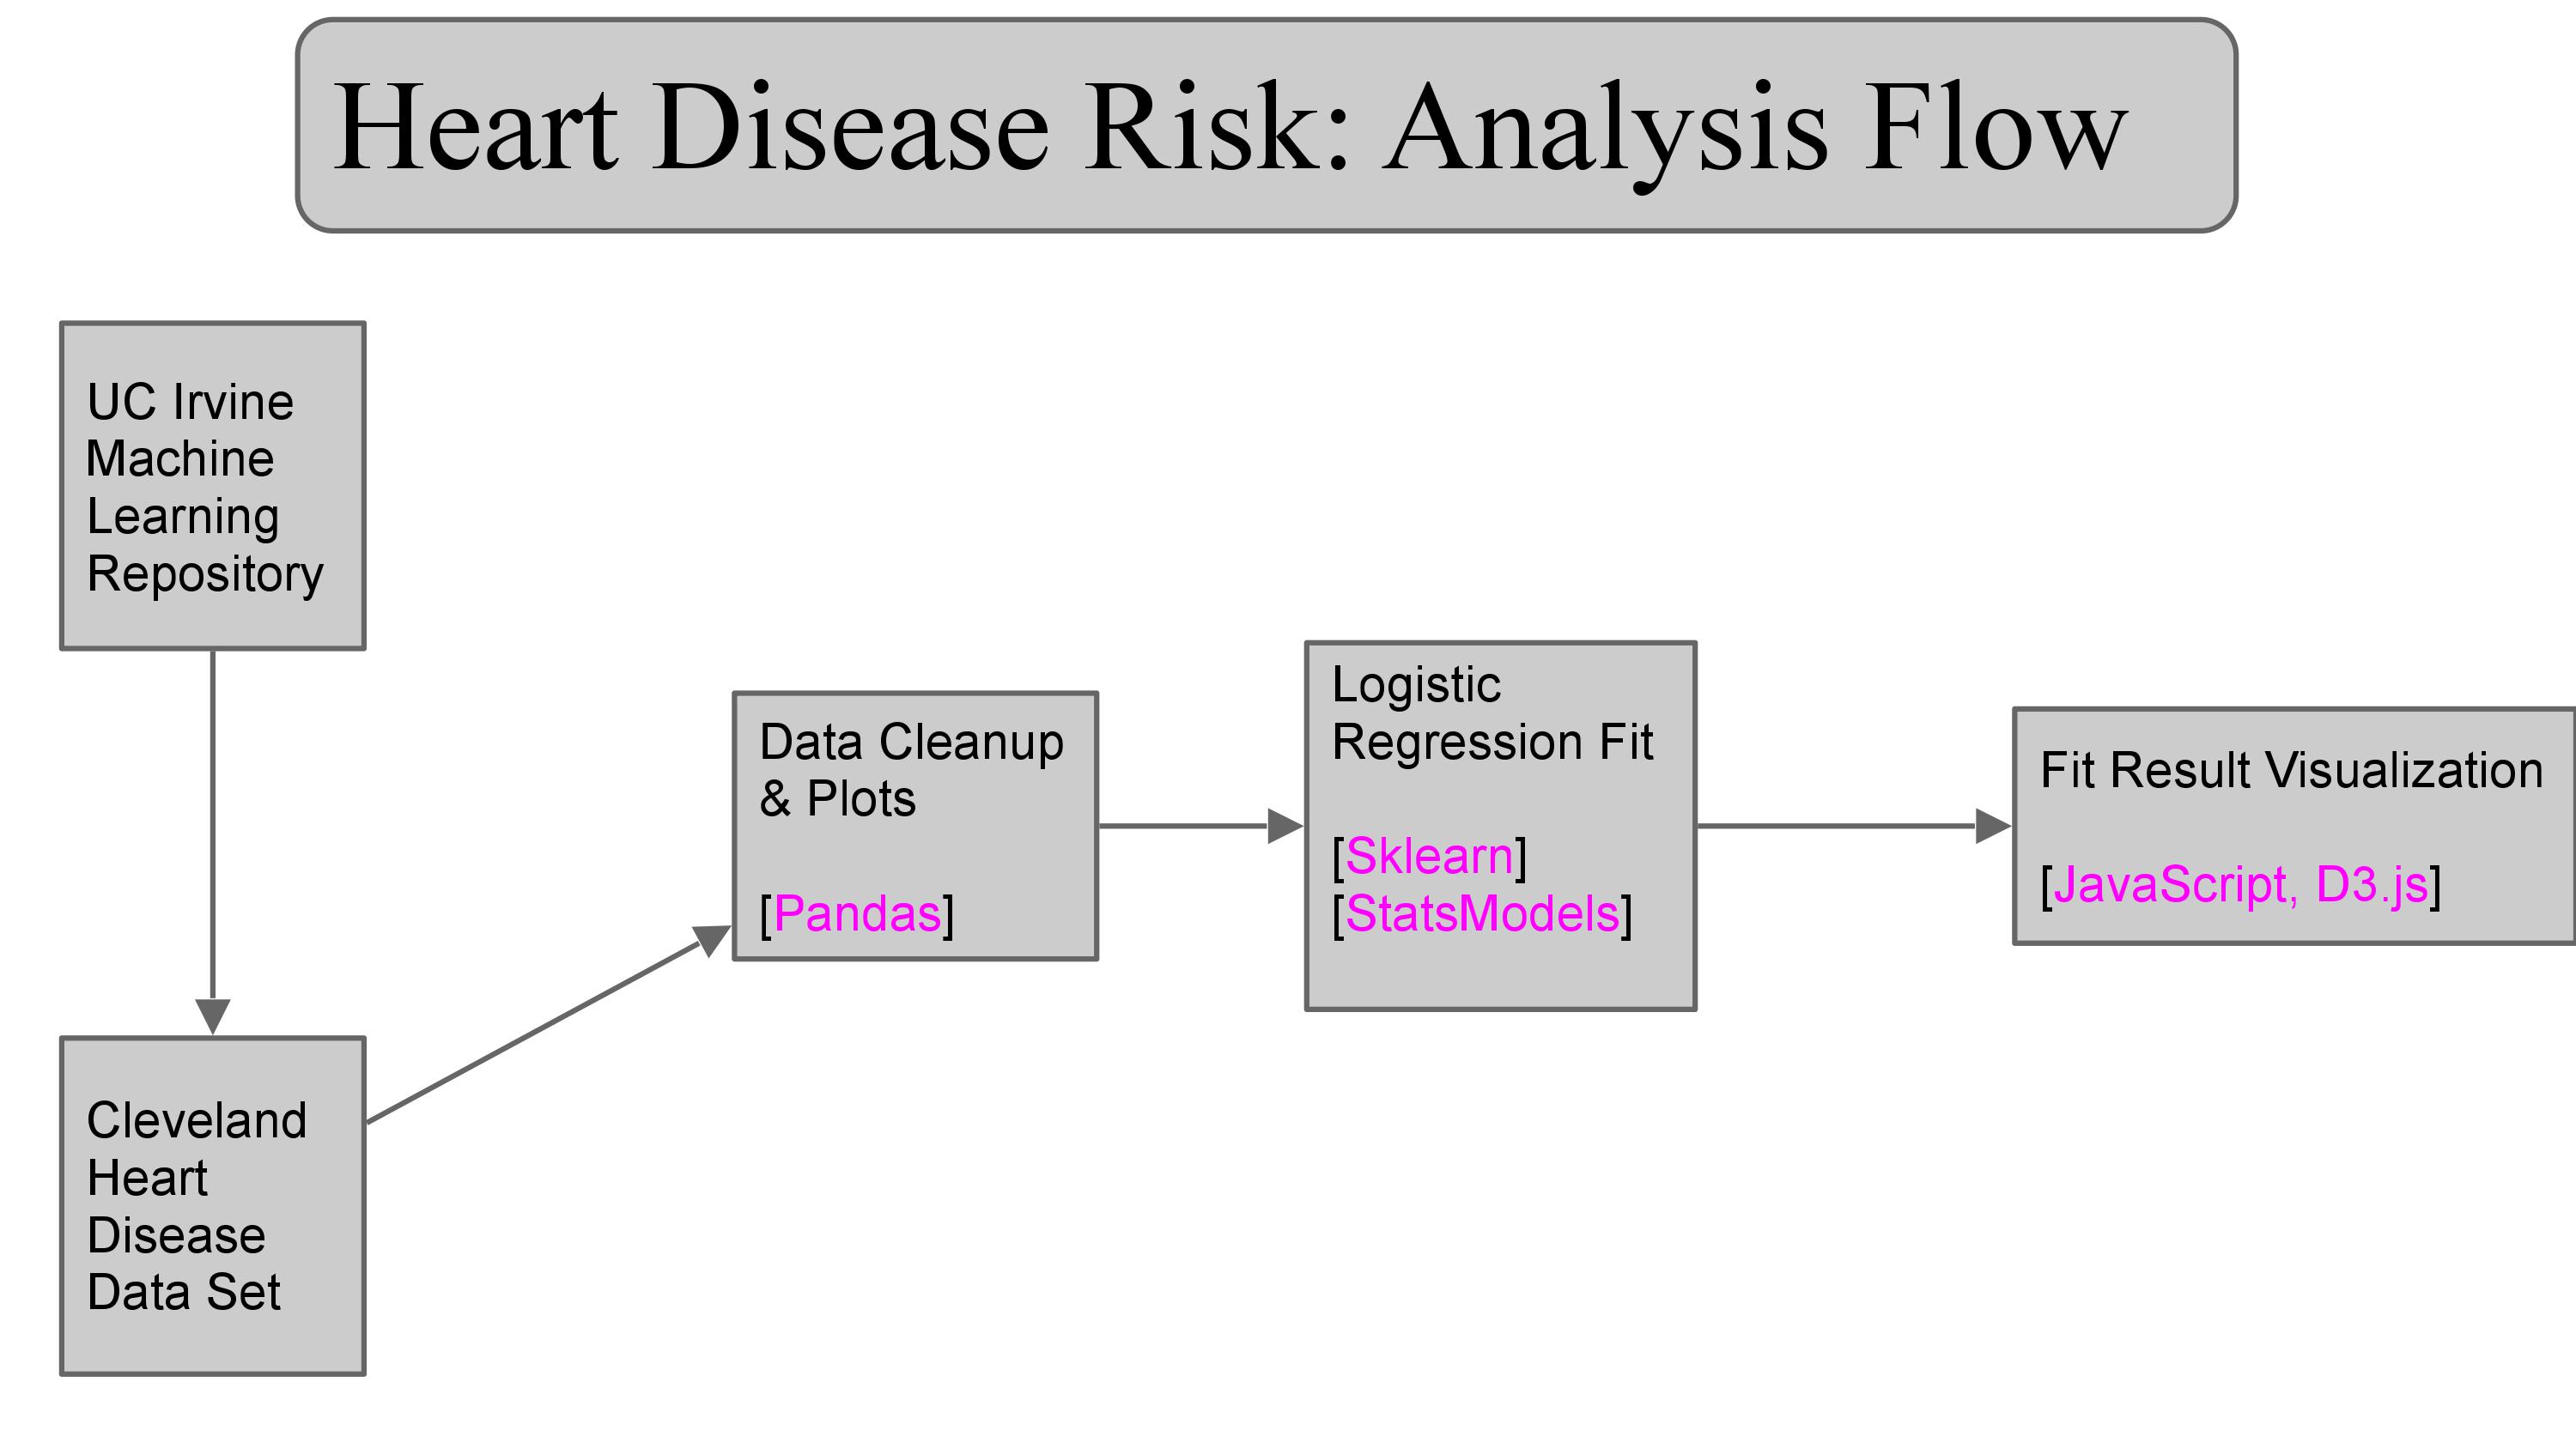 Heart Disease Risk: Analysis Flow
UC Irvine
Machine
Learning
Repository
Cleveland
Heart
Disease
Data Set
Data Cleanup
& Plots
[Pandas]
Logistic
Regression Fit
[Sklearn]
[StatsModels]
Fit Result Visualization
[JavaScript, D3.js]